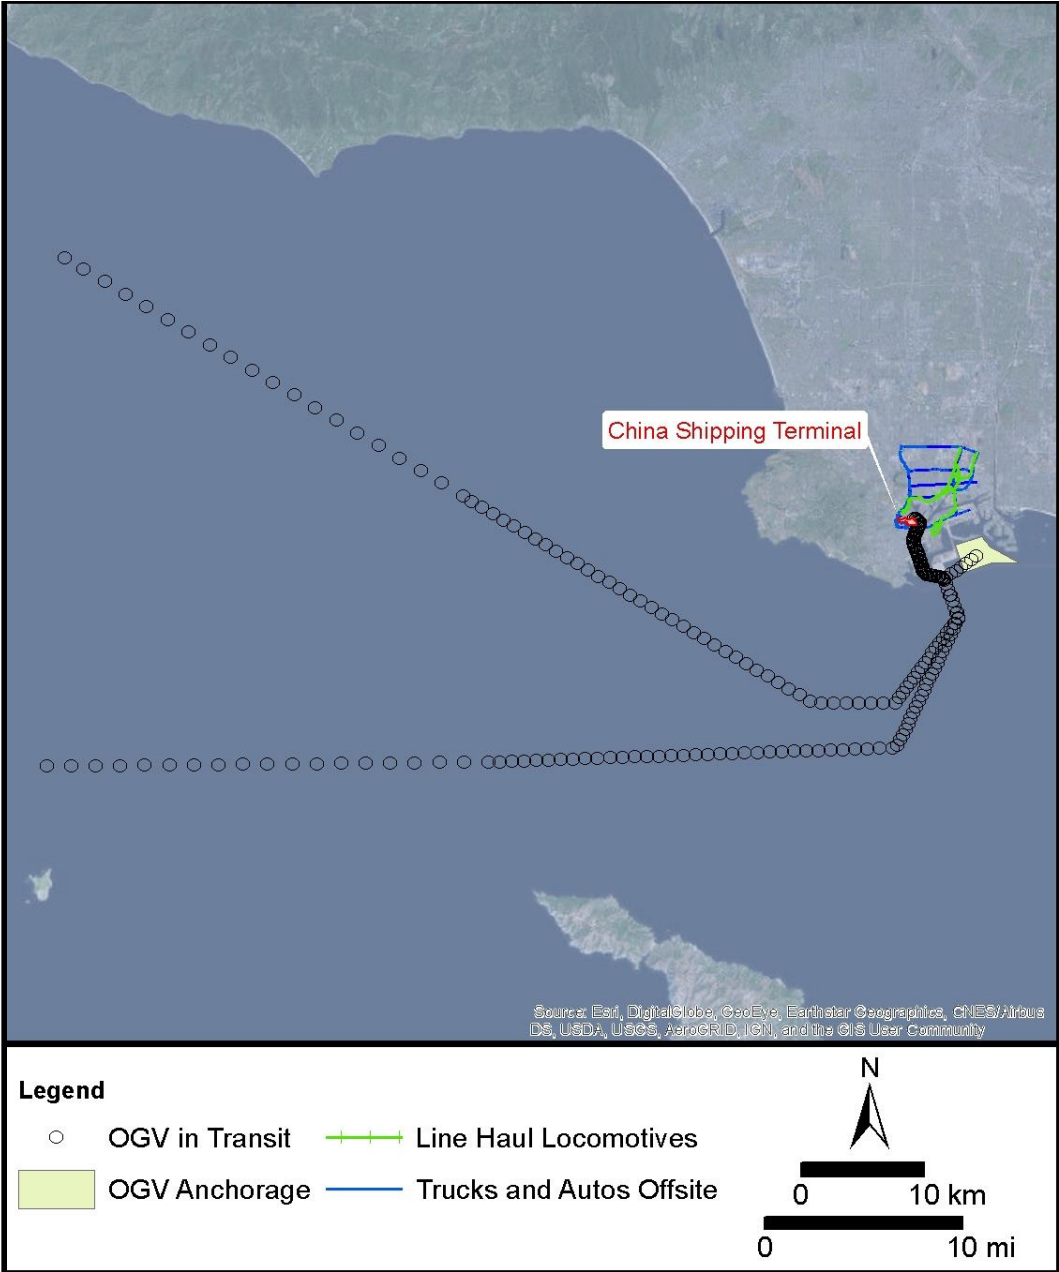 China Shipping Terminal
Source: Esri, DigitalGlobe, GeoEye, Earthstar Geographics, CNES/Airbus
DS, USDA, USGS, AeroGRID, IGN, and the GIS User Community
Legend
OGV in Transit
Line Haul Locomotives
OGV Anchorage
Trucks and Autos Offsite
N
0 10 km
0 10 mi